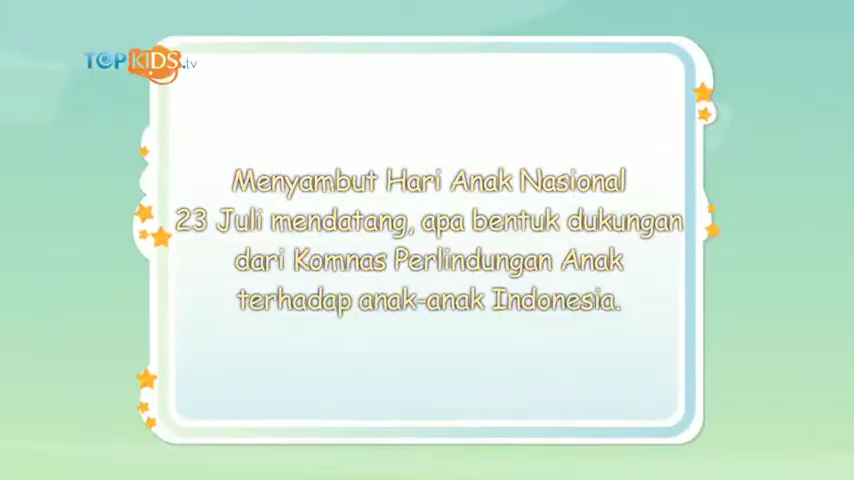 TOPKIDS.tv
Menyambut Hari Anak Nasional
23 Juli mendatang, apa bentuk dukungan
dari Komnas Perlindungan Anak
terhadap anak-anak Indonesia.